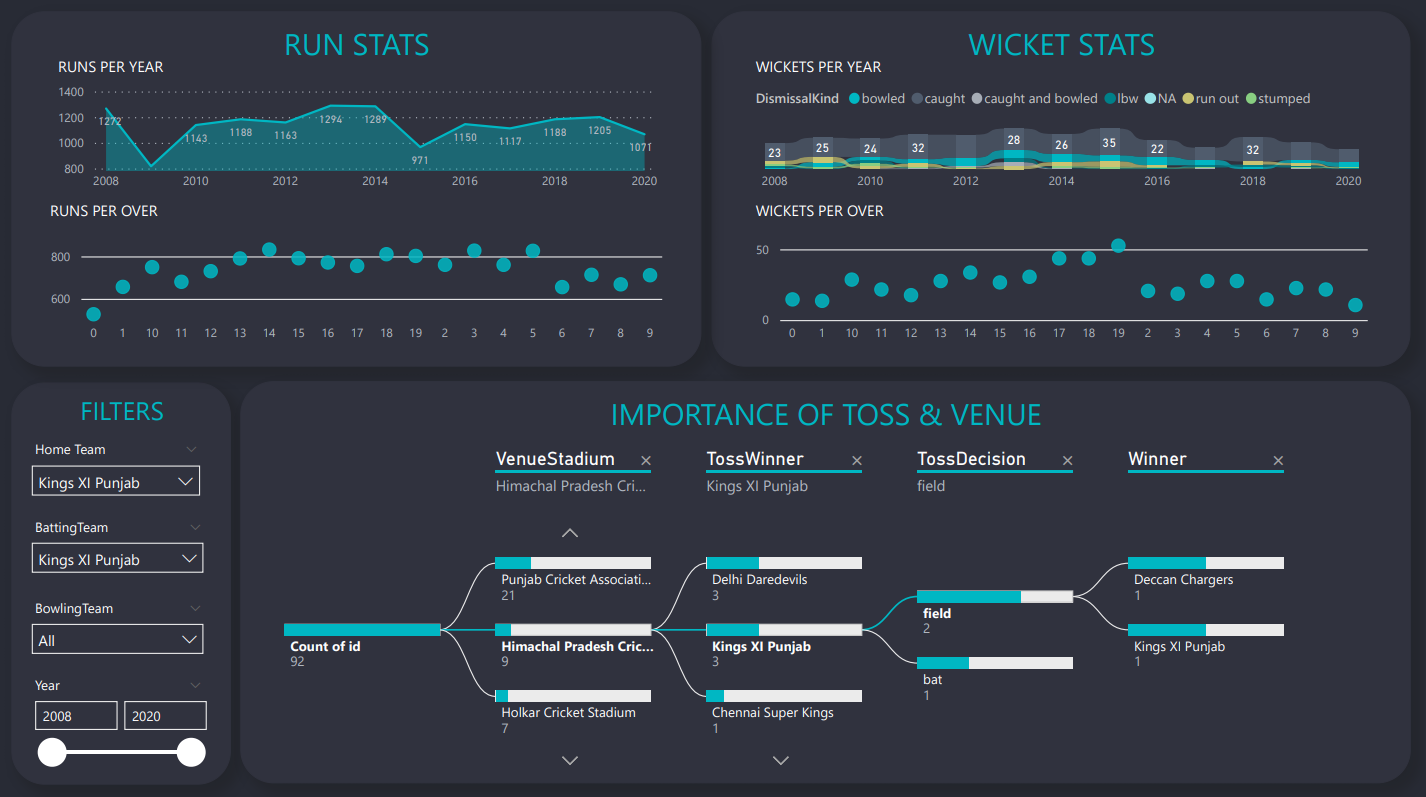 RUN STATS
RUNS PER YEAR
1400
1200
1000
800
1272
1143
1188
1163
1294
1289
971
1150
1117
1188
1205
1071
2008 2010 2012 2014 2016 2018 2020
RUNS PER OVER
800
600
0 1 10 11 12 13 14 15 16 17 18 19 2 3 4 5 6 7 8 9
WICKET STATS
WICKETS PER YEAR
DismissalKind bowled caught caught and bowled lbw NA run out stumped
23 25 24 32 28 26 35 22 32
2008 2010 2012 2014 2016 2018 2020
WICKETS PER OVER
50
0
0 1 10 11 12 13 14 15 16 17 18 19 2 3 4 5 6 7 8 9
FILTERS
Home Team
Kings XI Punjab
BattingTeam
Kings XI Punjab
BowlingTeam
All
Year
2008 2020
IMPORTANCE OF TOSS & VENUE
VenueStadium TossWinner TossDecision Winner
Himachal Pradesh Cri... Kings XI Punjab field
Count of id
92
Punjab Cricket Associati...
21
Himachal Pradesh Cric...
9
Holkar Cricket Stadium
7
Delhi Daredevils
3
Kings XI Punjab
3
Chennai Super Kings
1
field
2
bat
1
Deccan Chargers
1
Kings XI Punjab
1